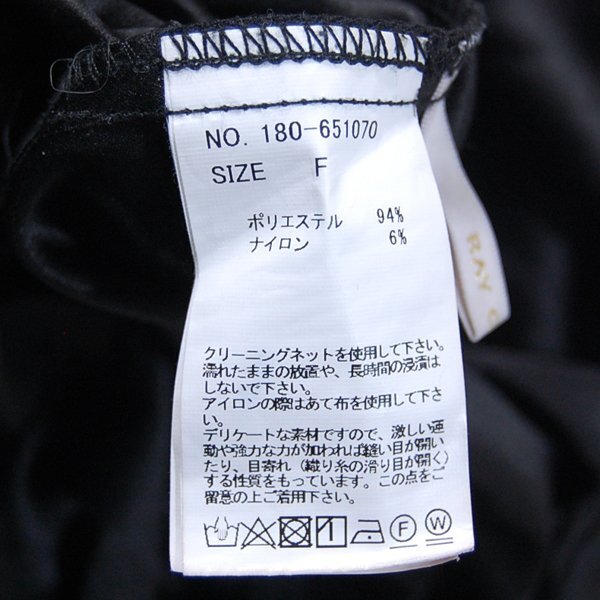 NO. 180-651070
SIZE F
ポリエステル 94%
ナイロン 6%
RAY
クリーニングネットを使用して下さい。
濡れたままの放置や、長時間の浸漬は
しないで下さい。
アイロンの際はあて布を使用して下さ
い。
デリケートな素材ですので、激しい運
動や強力な力が加われば縫い目が開い
たり、目寄れ（織り糸の滑り目が開く）
する性質をもっています。この点をご
留意の上ご着用下さい。
F W